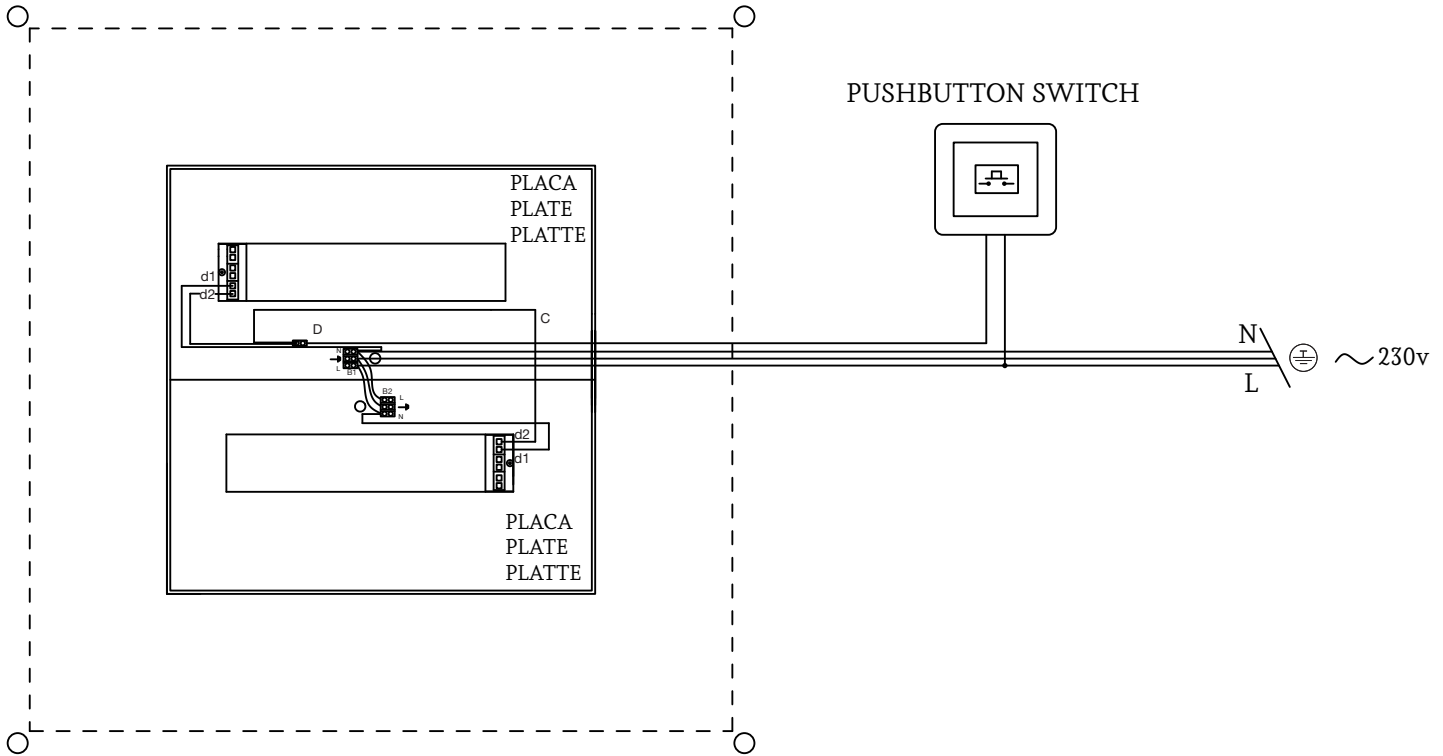 PUSHBUTTON SWITCH
PLACA
PLATE
PLATTE
d1
d2
C
D
N
L
B1
B2
L
N
d2
d1
PLACA
PLATE
PLATTE
N
L
230v